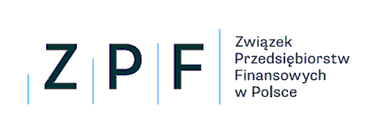 ZPF
Związek
Przedsiębiorstw
Finansowych
w Polsce